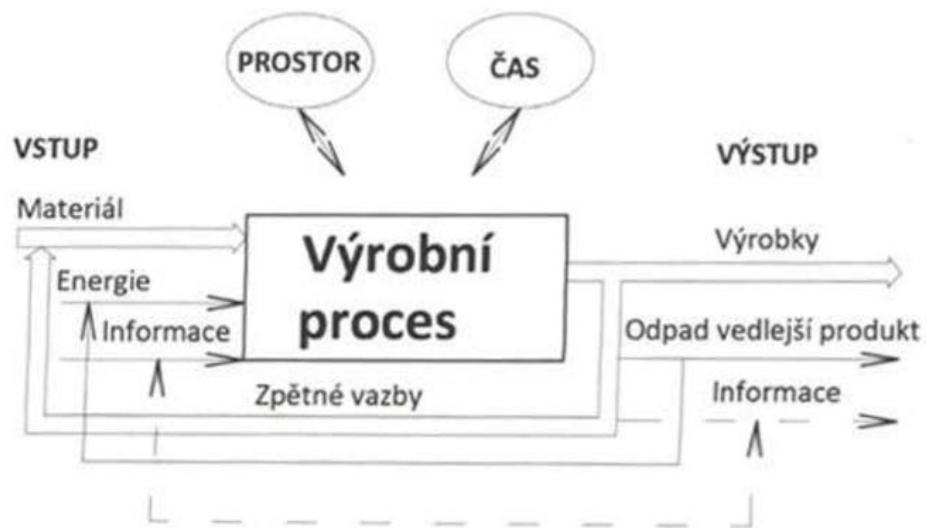 PROSTOR
ČAS
VSTUP
VÝSTUP
Materiál
Výrobní
proces
Výrobky
Energie
Informace
Odpad vedlejší produkt
Zpětné vazby
Informace